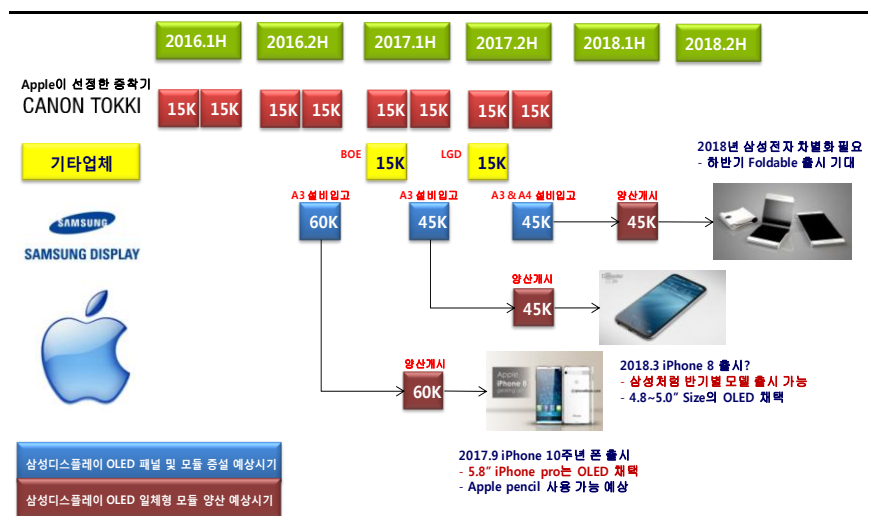 2016.1H 2016.2H 2017.1H 2017.2H 2018.1H 2018.2H
Apple이 선정한 증착기
CANON TOKKI
15K 15K 15K 15K 15K 15K 15K 15K
기타업체
BOE 15K LGD 15K
2018년 삼성전자 차별화 필요
- 하반기 Foldable 출시 기대
SAMSUNG
SAMSUNG DISPLAY
A3 설비입고 A3 설비입고 A3 & A4 설비입고 양산개시
60K 45K 45K 45K
양산개시
45K
2018.3 iPhone 8 출시?
- 삼성처럼 반기별 모델 출시 가능
- 4.8~5.0” Size의 OLED 채택
양산개시
60K
Apple
iPhone 8
2017.9 iPhone 10주년 폰 출시
- 5.8” iPhone pro는 OLED 채택
- Apple pencil 사용 가능 예상
삼성디스플레이 OLED 패널 및 모듈 증설 예상시기
삼성디스플레이 OLED 일체형 모듈 양산 예상시기